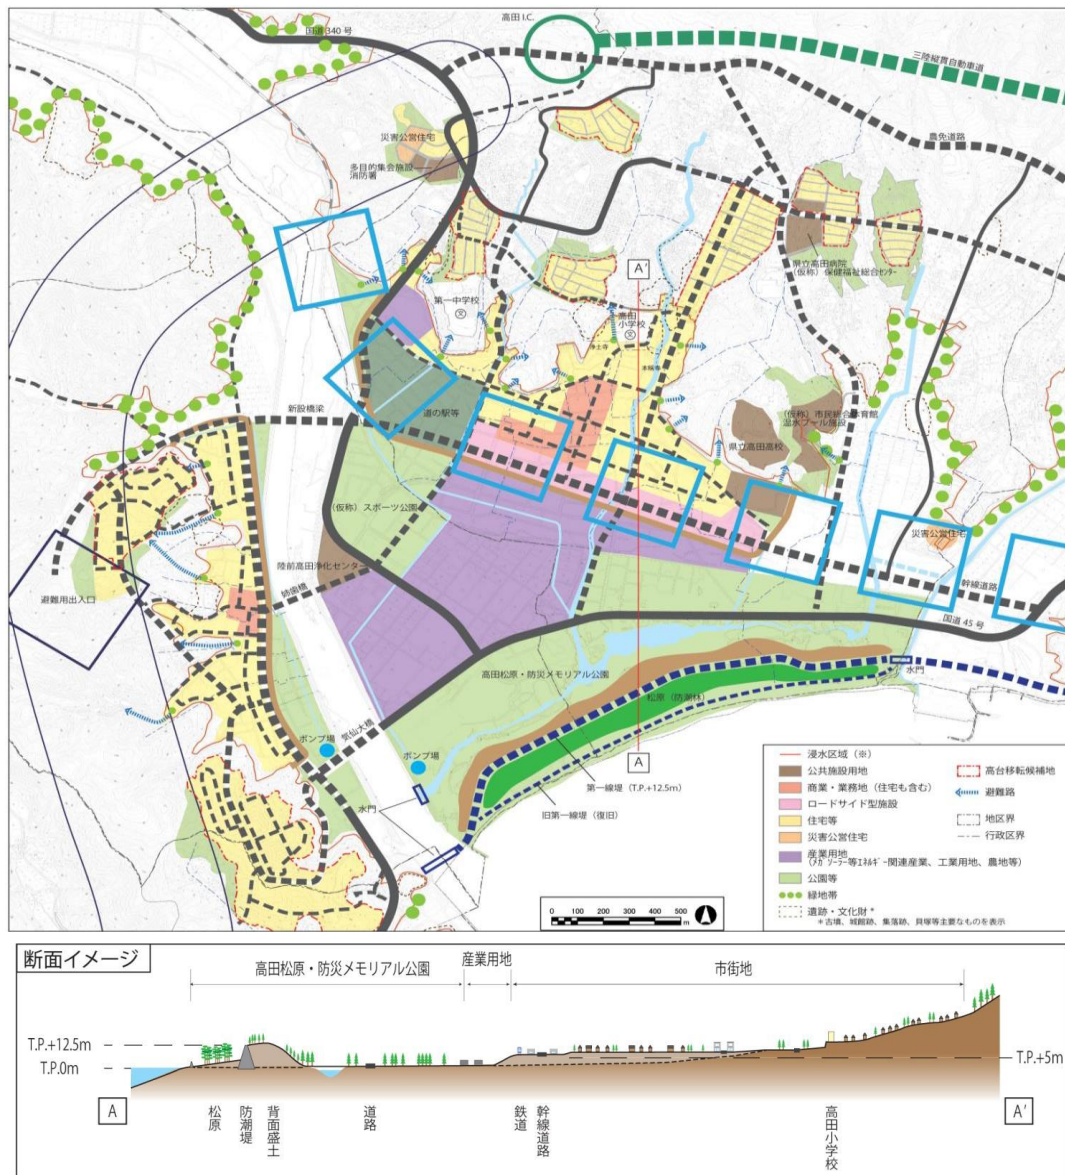 高田 I.C.
国道 340 号
三陸縦貫自動車道
農免道路
災害公営住宅
多目的集会施設
消防署
県立高田病院
(仮称) 保健福祉総合センター
A'
第一中学校
高田
小学校
浄土寺
本稱寺
道の駅等
新設橋梁
(仮称) 市民総合体育館
温水プール施設
県立高田高校
(仮称) スポーツ公園
災害公営住宅
陸前高田浄化センター
避難用出入口
姉歯橋
幹線道路
国道 45 号
高田松原・防災メモリアル公園
水門
松原(防潮林)
気仙大橋
ポンプ場
ポンプ場
A
第一線堤(T.P.+12.5m)
水門
旧第一線堤(復旧)
浸水区域(※)
公共施設用地
商業・業務地(住宅も含む)
ロードサイド型施設
住宅等
災害公営住宅
産業用地
(メガソーラー等エネルギー関連産業、工業用地、農地等)
公園等
緑地帯
遺跡・文化財 *
*古墳、城館跡、集落跡、貝塚等主要なものを表示
高台移転候補地
避難路
地区界
行政区界
0 100 200 300 400 500
m
断面イメージ
高田松原・防災メモリアル公園
産業用地
市街地
T.P.+12.5m
T.P.0m
T.P.+5m
A
松原
防潮堤
背面盛土
道路
鉄道
幹線道路
高田小学校
A'